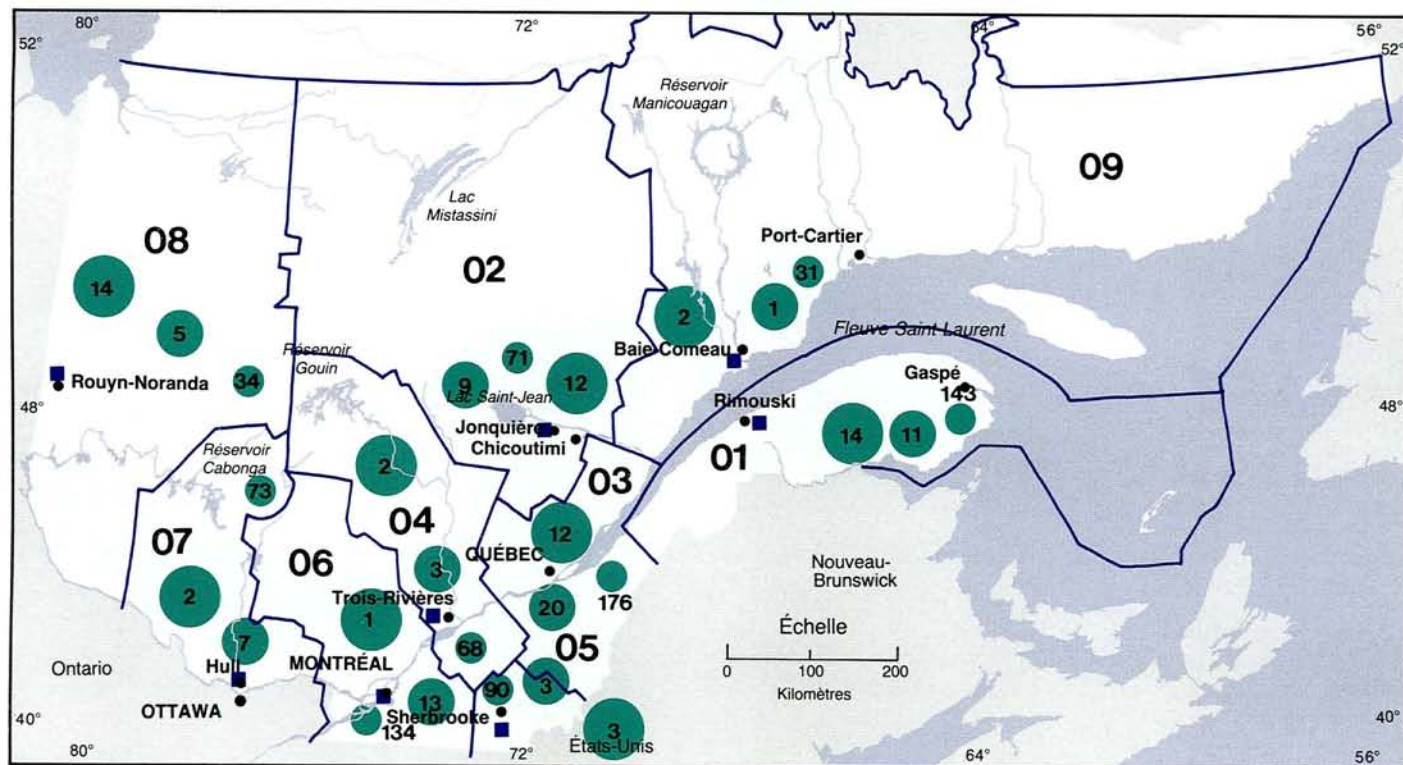 80°
72°
64°
56°
52°
52°
Réservoir
Manicouagan
09
Lac
Mistassini
08
02
Port-Cartier
31
14
1
2
5
Fleuve Saint-Laurent
Réservoir
Gouin
71
Baie-Comeau
Rouyn-Noranda
34
9
12
Gaspé
143
Lac Saint-Jean
Rimouski
48°
48°
Jonquière
Chicoutimi
14
11
Réservoir
Cabonga
2
01
03
73
04
12
07
QUÉBEC
06
3
Nouveau-
Brunswick
2
Trois-Rivières
20
176
1
Échelle
7
68
05
0
100
200
Kilomètres
Ontario
Hull
MONTRÉAL
3
90
13
OTTAWA
Sherbrooke
134
3
États-Unis
40°
40°
80°
72°
64°
56°